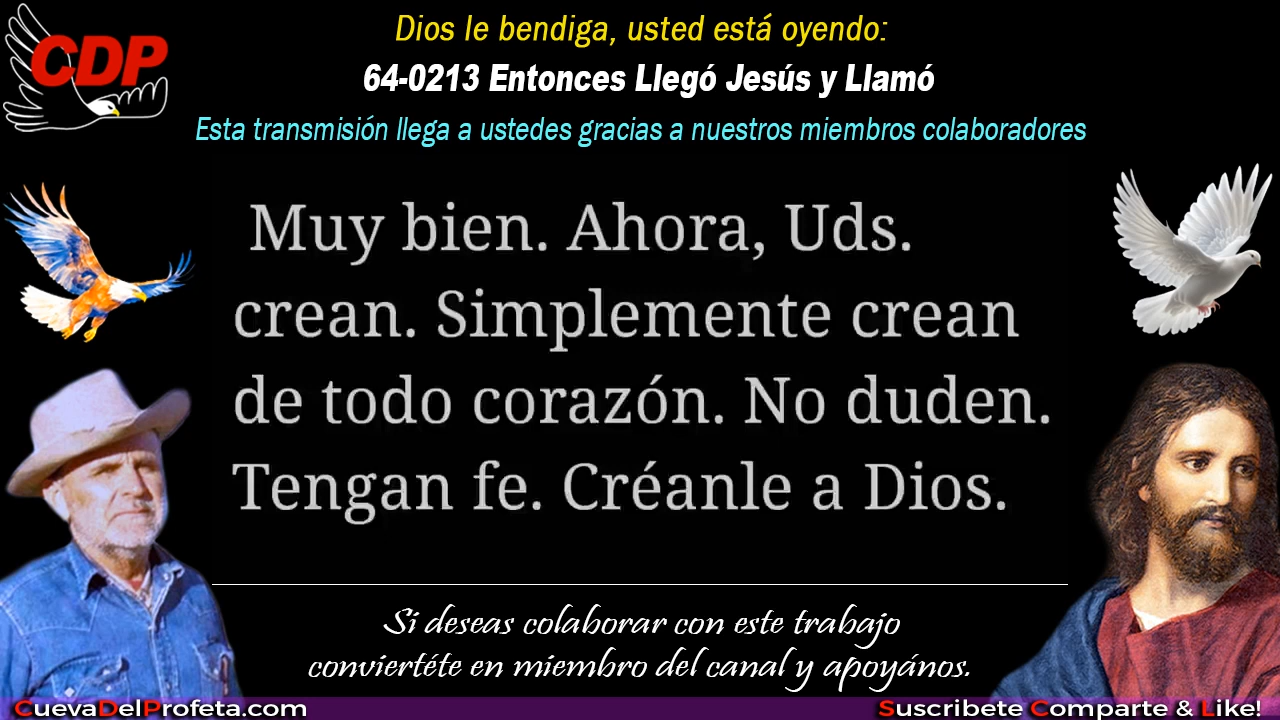 CDP
Dios le bendiga, usted está oyendo:
64-0213 Entonces Llegó Jesús y Llamó
Esta transmisión llega a ustedes gracias a nuestros miembros colaboradores
Muy bien. Ahora, Uds.
crean. Simplemente crean
de todo corazón. No duden.
Tengan fe. Créanle a Dios.
Si deseas colaborar con este trabajo
conviertéte en miembro del canal y apoyános.
CuevaDelProfeta.com
Suscribete Comparte & Like!